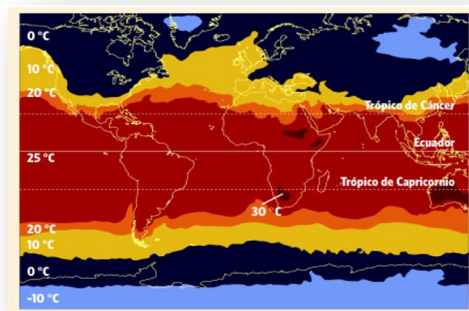 0 °C
10 °C
20 °C
Trópico de Cáncer
Ecuador
25 °C
Trópico de Capricornio
30 °C
20 °C
10 °C
0 °C
-10 °C